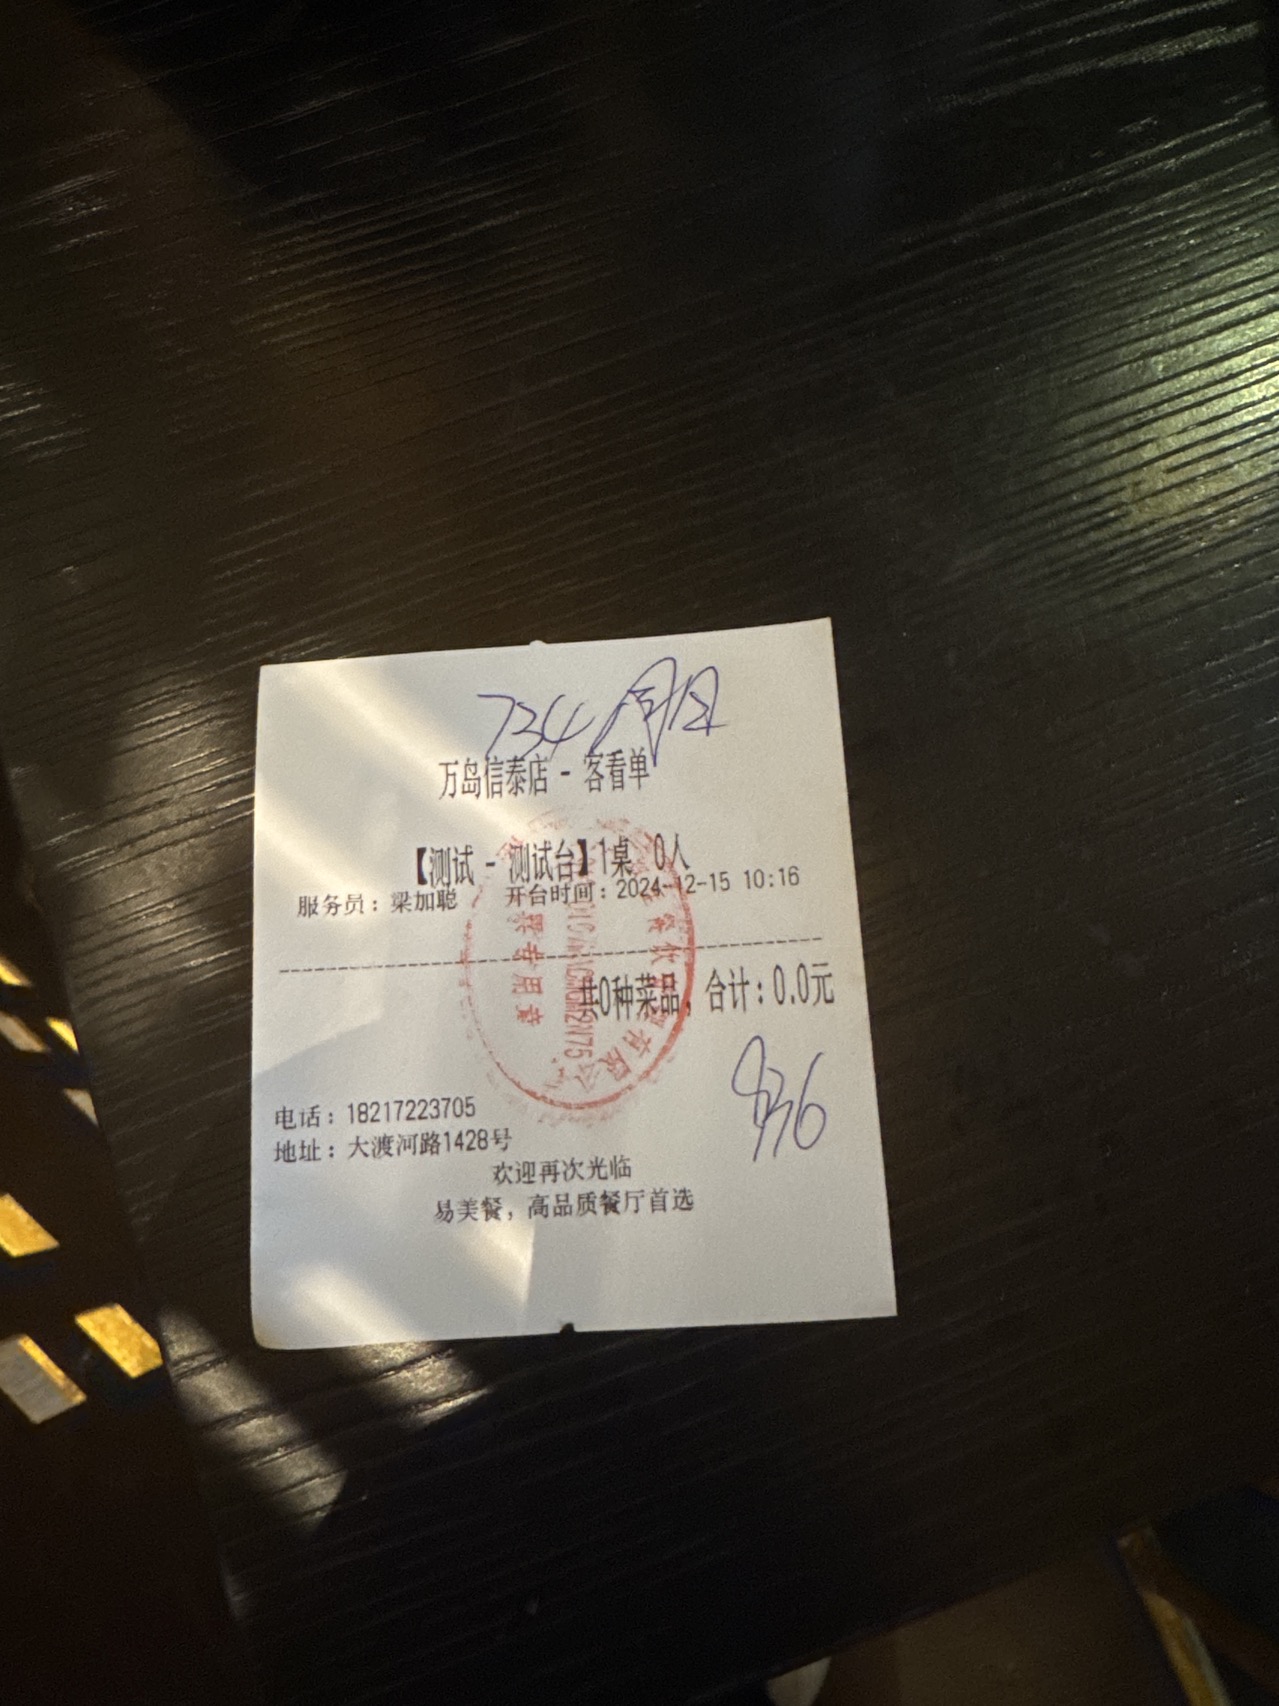 734
万岛信泰店 - 客看单
【测试 - 测试台】1桌 0人
服务员：梁加聪 开台时间：2024-12-15 10:16
共0种菜品，合计：0.0元
936
电话：18217223705
地址：大渡河路1428号
欢迎再次光临
易美餐，高品质餐厅首选